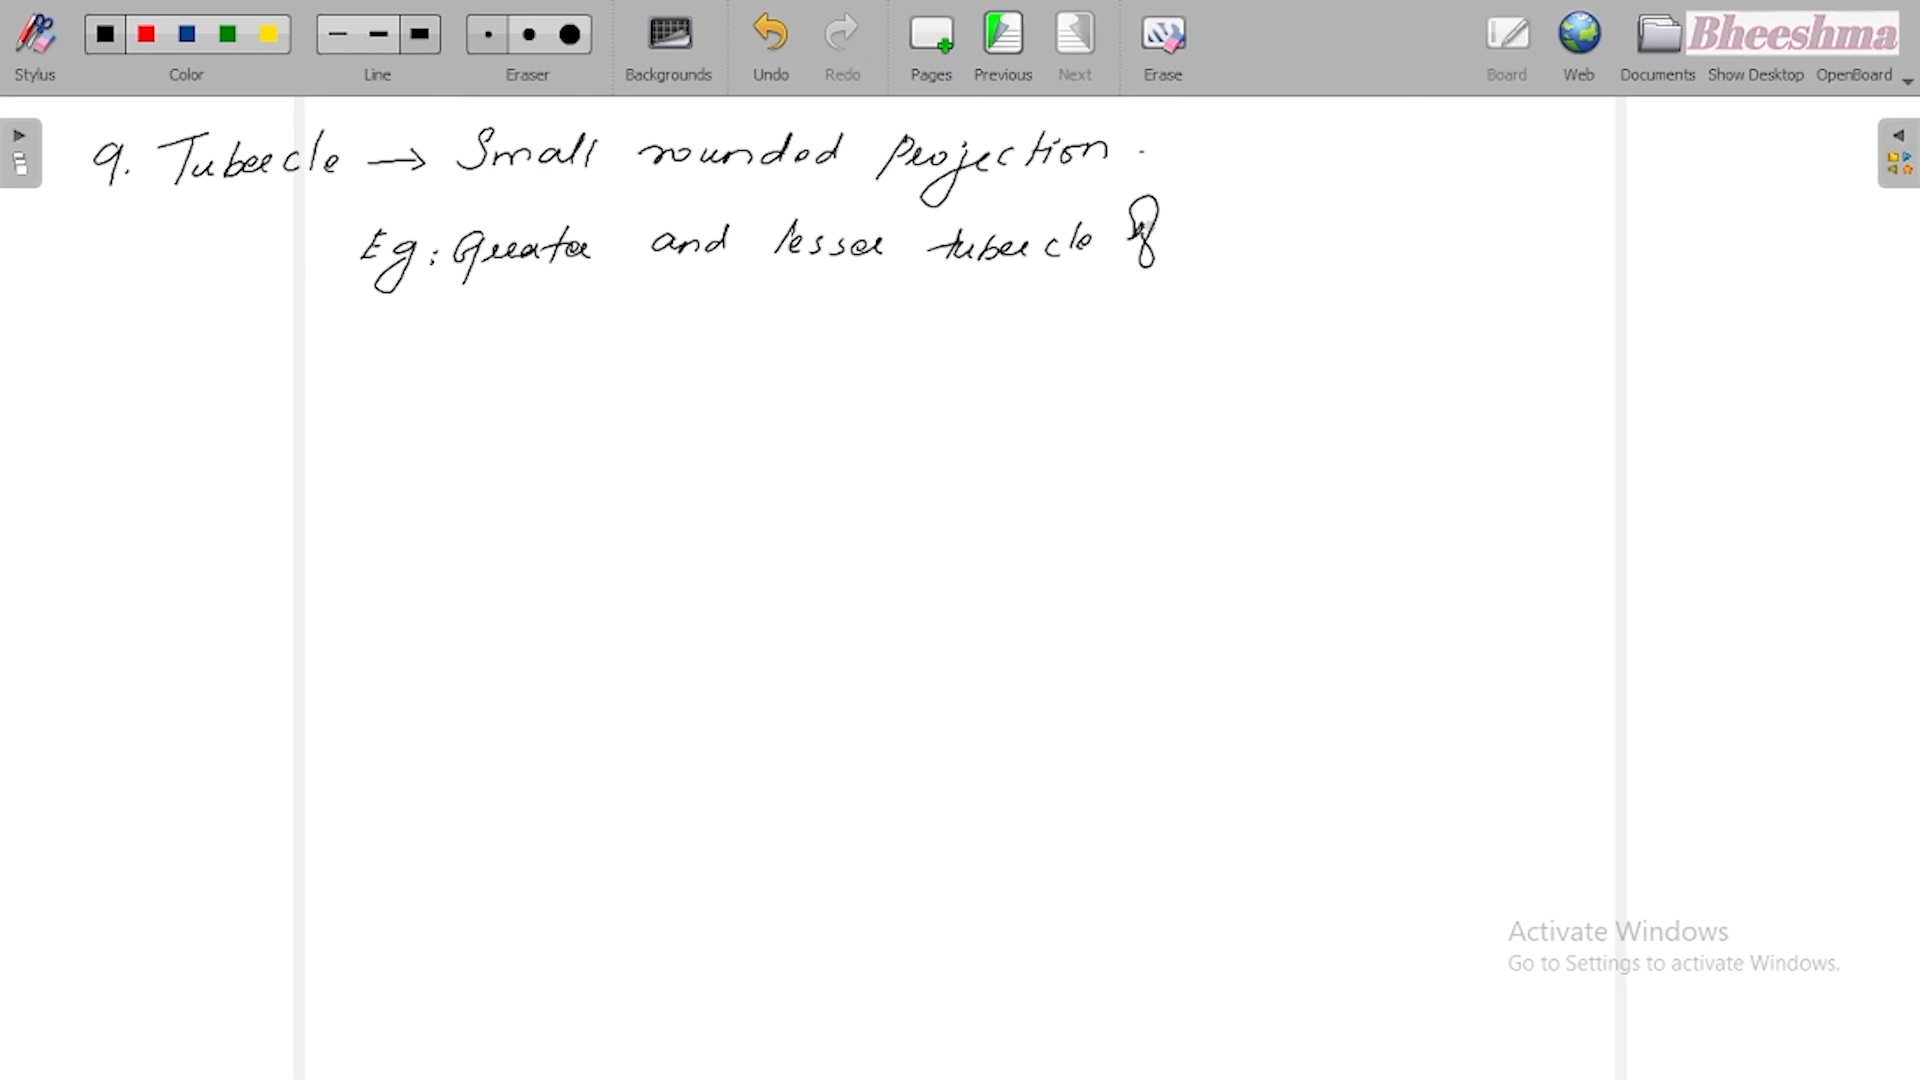 Stylus Color Line Eraser Backgrounds Undo Redo Pages Previous Next Erase Board Web Documents Show Desktop OpenBoard
Bheeshma
9. Tubercle → Small rounded projection.
Eg: Greater and lesser tubercle of
Activate Windows
Go to Settings to activate Windows.